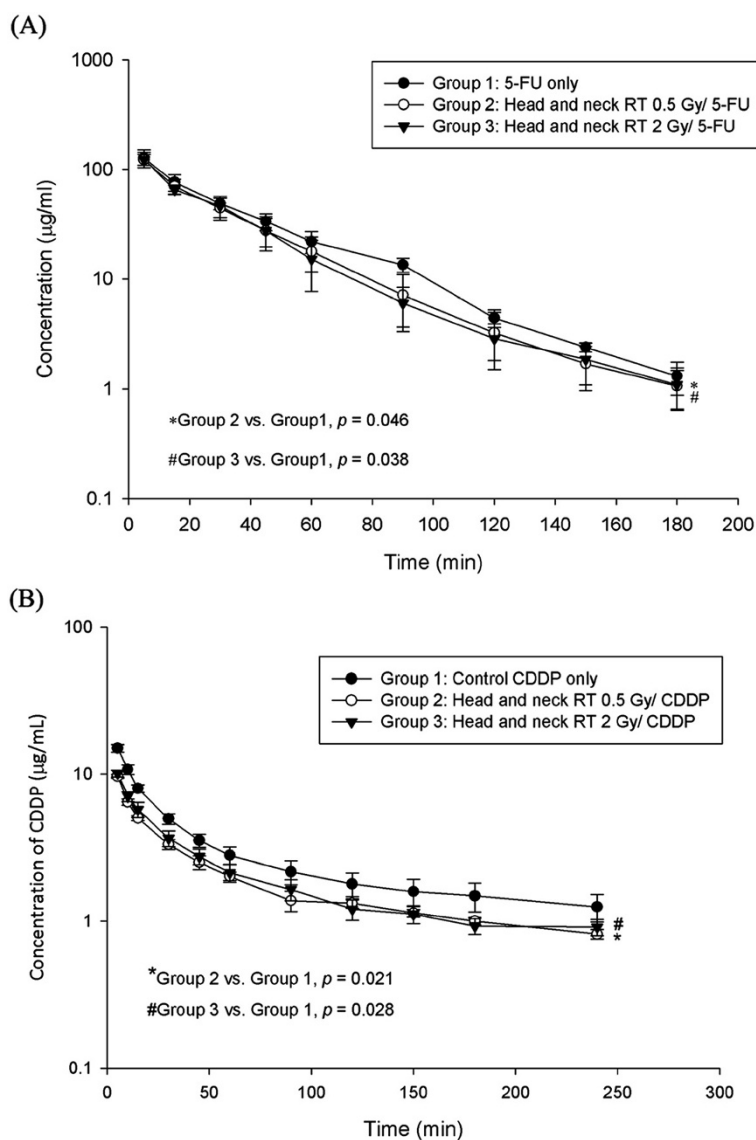 (A)
1000
Group 1: 5-FU only
Group 2: Head and neck RT 0.5 Gy/ 5-FU
Group 3: Head and neck RT 2 Gy/ 5-FU
100
10
1
0.1
Concentration (µg/ml)
*
#
*Group 2 vs. Group1, p = 0.046
#Group 3 vs. Group1, p = 0.038
0 20 40 60 80 100 120 140 160 180 200
Time (min)
(B)
100
Group 1: Control CDDP only
Group 2: Head and neck RT 0.5 Gy/ CDDP
Group 3: Head and neck RT 2 Gy/ CDDP
10
1
0.1
Concentration of CDDP (µg/mL)
#
*
*Group 2 vs. Group 1, p = 0.021
#Group 3 vs. Group 1, p = 0.028
0 50 100 150 200 250 300
Time (min)